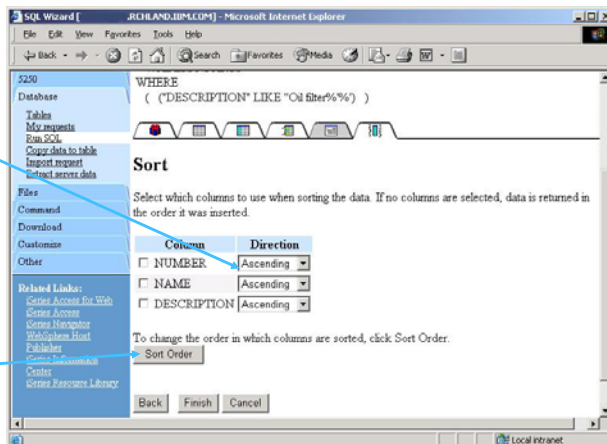 SQL Wizard [ .RCHLAND.IBM.COM] - Microsoft Internet Explorer
File Edit View Favorites Tools Help
Back Search Favorites Media
5250
Database
Tables
My requests
Run SQL
Copy data to table
Import request
Extract server data
Files
Command
Download
Customize
Other
Related Links:
iSeries Access for Web
iSeries Access
iSeries Navigator
WebSphere Host
Publisher
iSeries Information
Center
iSeries Resource Library
WHERE
( ("DESCRIPTION" LIKE "Oil filter%'%') )
Sort
Select which columns to use when sorting the data. If no columns are selected, data is returned in
the order it was inserted.
Column Direction
NUMBER Ascending
NAME Ascending
DESCRIPTION Ascending
To change the order in which columns are sorted, click Sort Order.
Sort Order
Back Finish Cancel
Local intranet